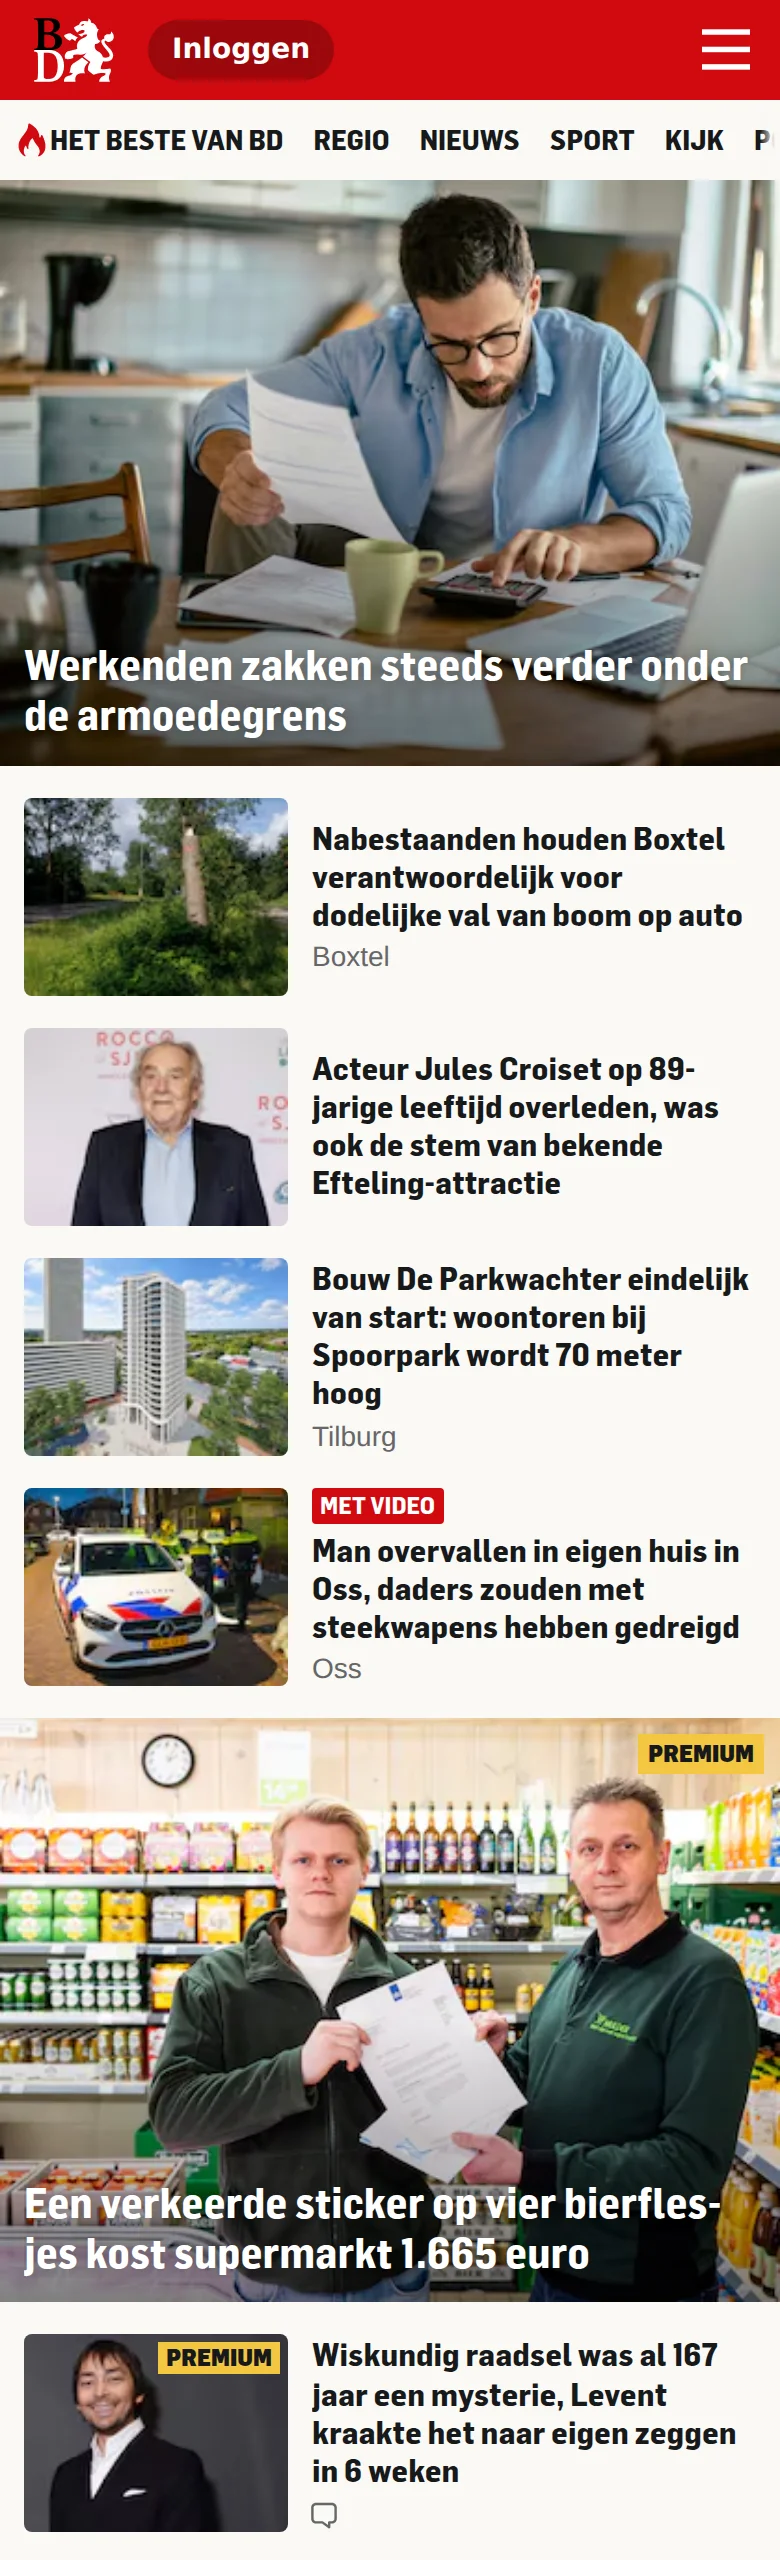 B
D
Inloggen
HET BESTE VAN BD REGIO NIEUWS SPORT KIJK
Werkenden zakken steeds verder onder
de armoedegrens
Nabestaanden houden Boxtel
verantwoordelijk voor
dodelijke val van boom op auto
Boxtel
ROCCO
SJ
RO
S
Acteur Jules Croiset op 89-
jarige leeftijd overleden, was
ook de stem van bekende
Efteling-attractie
Bouw De Parkwachter eindelijk
van start: woontoren bij
Spoorpark wordt 70 meter
hoog
Tilburg
MET VIDEO
Man overvallen in eigen huis in
Oss, daders zouden met
steekwapens hebben gedreigd
Oss
PREMIUM
Een verkeerde sticker op vier bierfles-
jes kost supermarkt 1.665 euro
PREMIUM
Wiskundig raadsel was al 167
jaar een mysterie, Levent
kraakte het naar eigen zeggen
in 6 weken